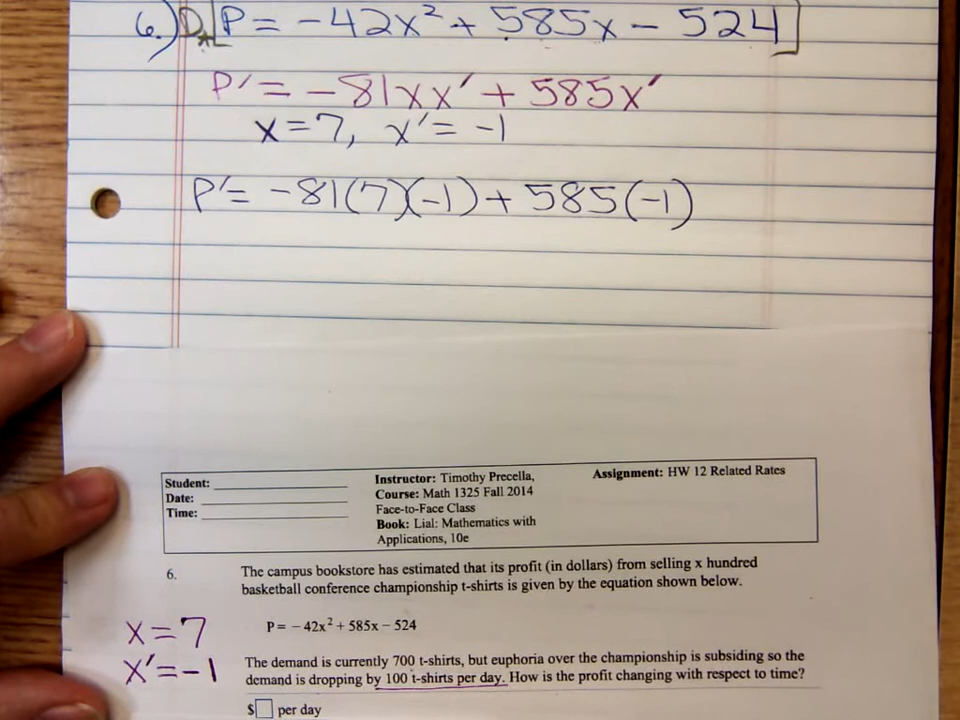 6.) Dt[P = -42x² + 585x - 524]
P' = -81xx' + 585x'
x=7, x'= -1
P'= -81(7)(-1) + 585(-1)
Student:
Date:
Time:
Instructor: Timothy Precella,
Course: Math 1325 Fall 2014
Face-to-Face Class
Book: Lial: Mathematics with
Applications, 10e
Assignment: HW 12 Related Rates
6. The campus bookstore has estimated that its profit (in dollars) from selling x hundred
basketball conference championship t-shirts is given by the equation shown below.
x=7
P = − 42x² + 585x − 524
x'=-1
The demand is currently 700 t-shirts, but euphoria over the championship is subsiding so the
demand is dropping by 100 t-shirts per day. How is the profit changing with respect to time?
$ per day